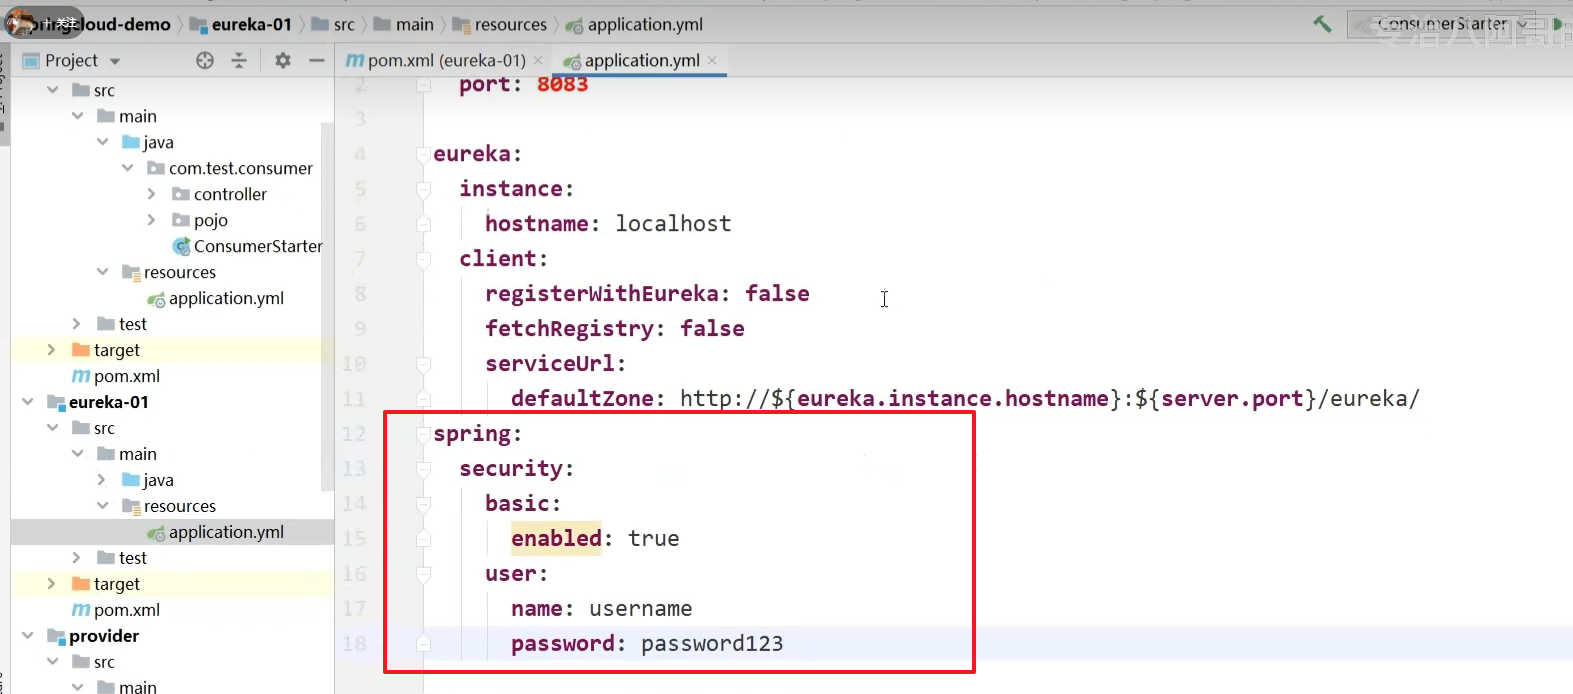 springcloud-demo eureka-01 src main resources application.yml ConsumerStarter
+关注
Project
pom.xml (eureka-01) application.yml
src
main
java
com.test.consumer
controller
pojo
ConsumerStarter
resources
application.yml
test
target
pom.xml
eureka-01
src
main
java
resources
application.yml
test
target
pom.xml
provider
src
main
2 port: 8083
3
4 eureka:
5 instance:
6 hostname: localhost
7 client:
8 registerWithEureka: false
9 fetchRegistry: false
10 serviceUrl:
11 defaultZone: http://${eureka.instance.hostname}:${server.port}/eureka/
12 spring:
13 security:
14 basic:
15 enabled: true
16 user:
17 name: username
18 password: password123